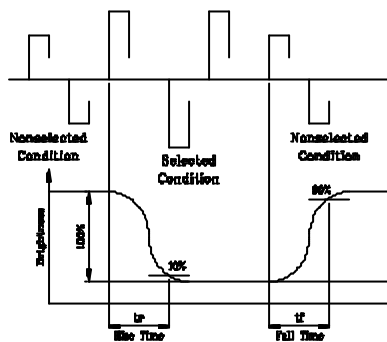 Nonselected
Condition
Selected
Condition
Nonselected
Condition
Brightness
100%
10%
90%
tr
Rise Time
tf
Fall Time